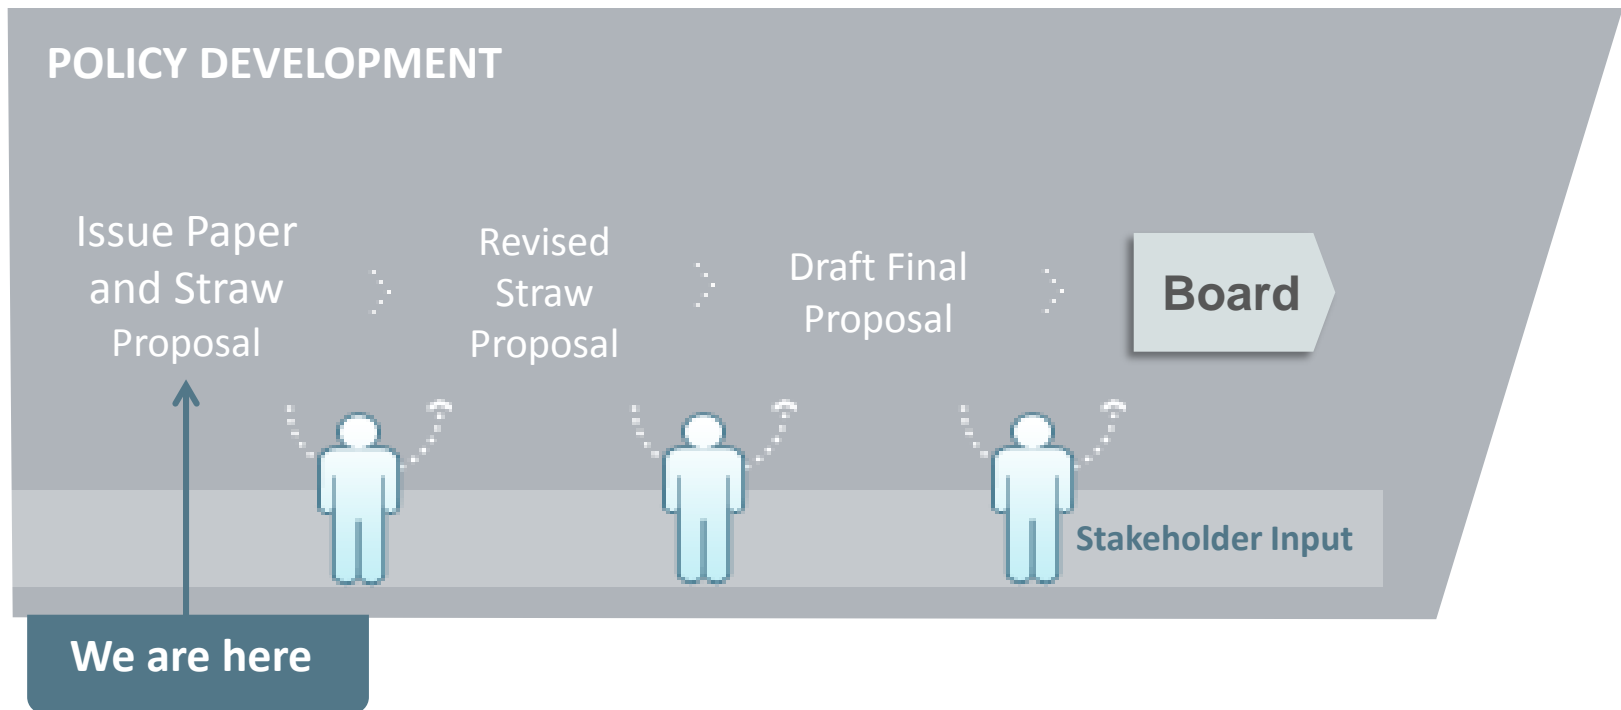 POLICY DEVELOPMENT
Issue Paper
and Straw
Proposal
Revised
Straw
Proposal
Draft Final
Proposal
Board
Stakeholder Input
We are here